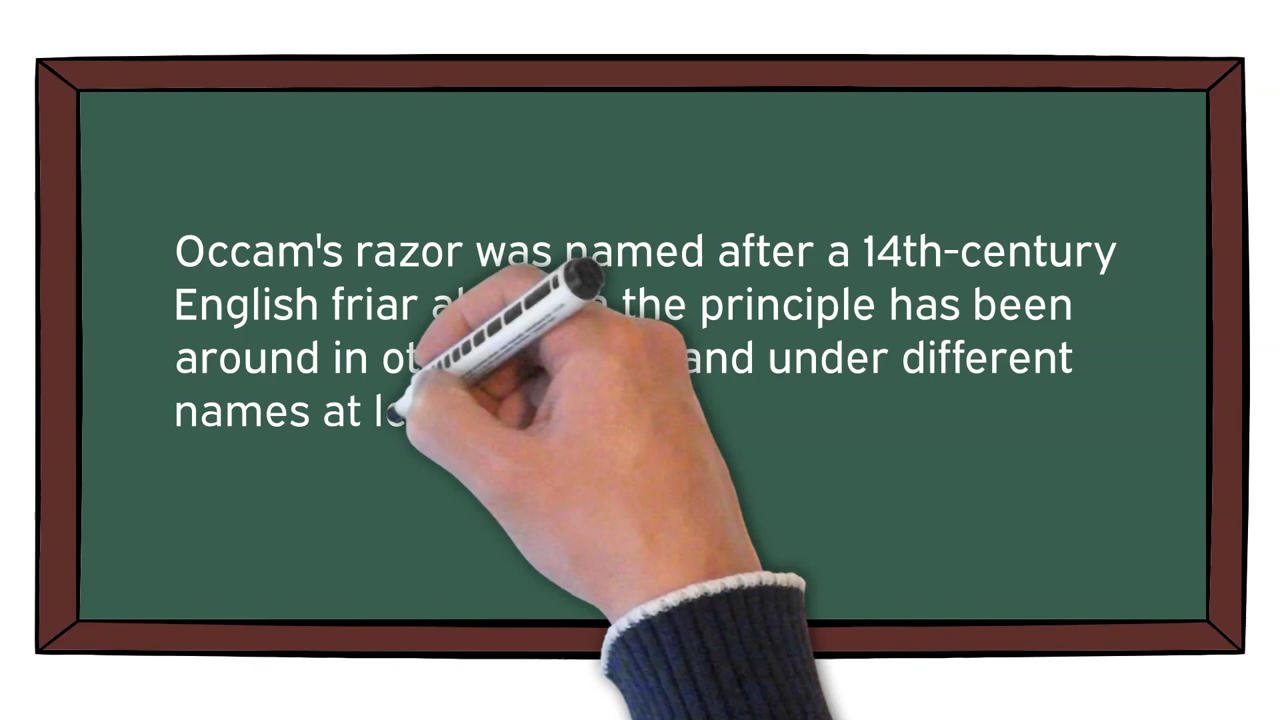 Occam's razor was named after a 14th-century
English friar the principle has been
around in and under different
names at